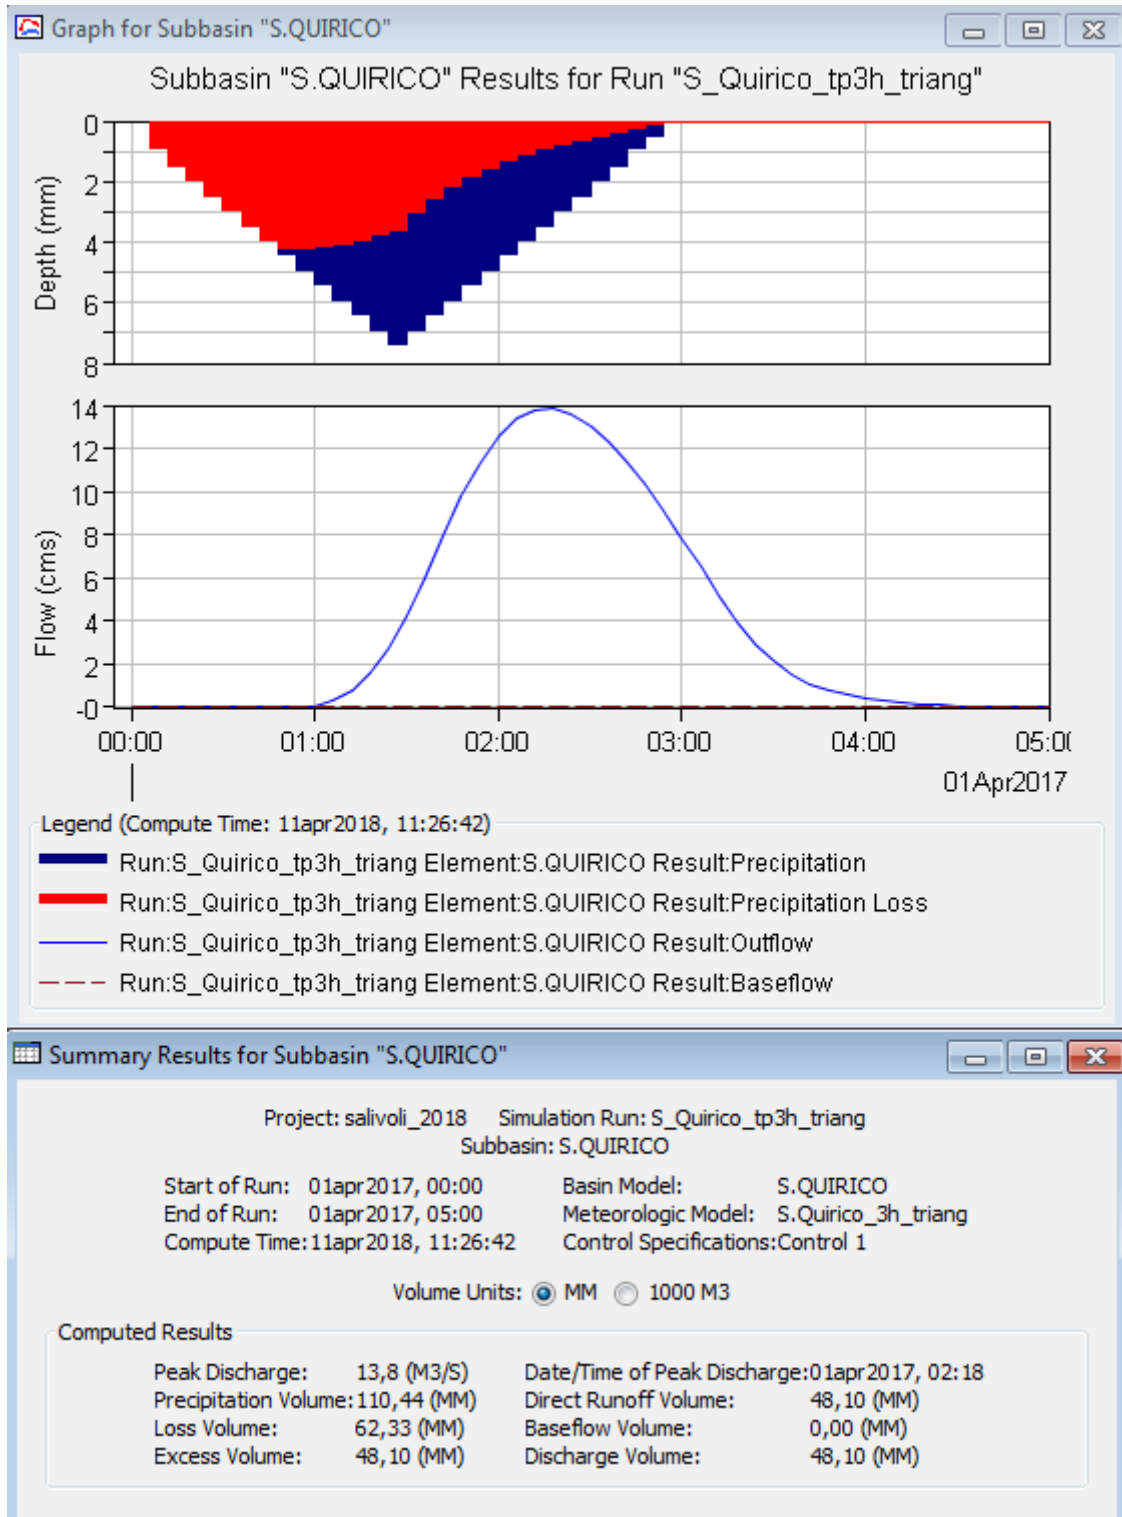 Graph for Subbasin "S.QUIRICO"
Subbasin "S.QUIRICO" Results for Run "S_Quirico_tp3h_triang"
0
2
4
6
8
Depth (mm)
14
12
10
8
6
4
2
-0
Flow (cms)
00:00 01:00 02:00 03:00 04:00 05:0
01Apr2017
Legend (Compute Time: 11apr2018, 11:26:42)
Run:S_Quirico_tp3h_triang Element:S.QUIRICO Result:Precipitation
Run:S_Quirico_tp3h_triang Element:S.QUIRICO Result:Precipitation Loss
Run:S_Quirico_tp3h_triang Element:S.QUIRICO Result:Outflow
Run:S_Quirico_tp3h_triang Element:S.QUIRICO Result:Baseflow
Summary Results for Subbasin "S.QUIRICO"
Project: salivoli_2018 Simulation Run: S_Quirico_tp3h_triang
Subbasin: S.QUIRICO
Start of Run: 01apr2017, 00:00 Basin Model: S.QUIRICO
End of Run: 01apr2017, 05:00 Meteorologic Model: S.Quirico_3h_triang
Compute Time:11apr2018, 11:26:42 Control Specifications:Control 1
Volume Units: MM 1000 M3
Computed Results
Peak Discharge: 13,8 (M3/S) Date/Time of Peak Discharge:01apr2017, 02:18
Precipitation Volume:110,44 (MM) Direct Runoff Volume: 48,10 (MM)
Loss Volume: 62,33 (MM) Baseflow Volume: 0,00 (MM)
Excess Volume: 48,10 (MM) Discharge Volume: 48,10 (MM)